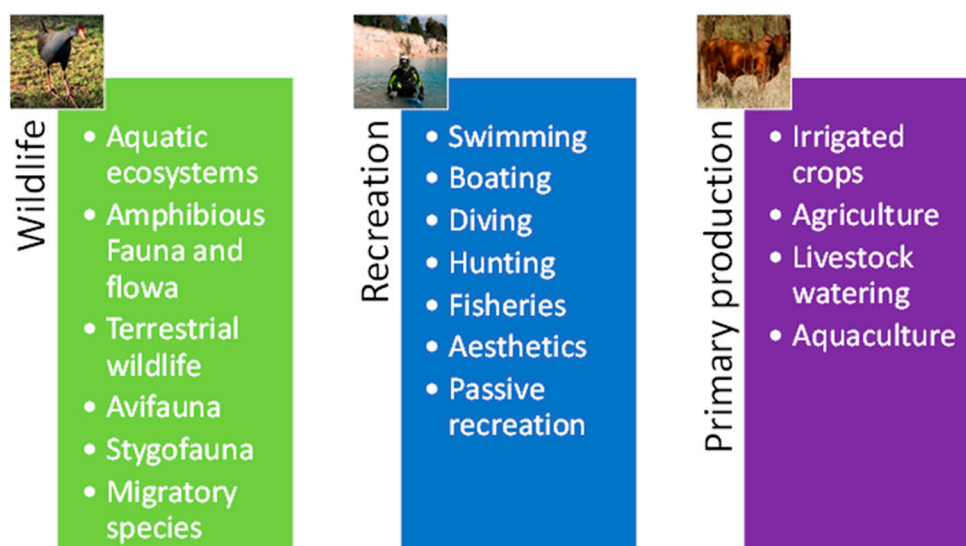 Wildlife
• Aquatic
ecosystems
• Amphibious
Fauna and
flowa
• Terrestrial
wildlife
• Avifauna
• Stygofauna
• Migratory
species
Recreation
• Swimming
• Boating
• Diving
• Hunting
• Fisheries
• Aesthetics
• Passive
recreation
Primary production
• Irrigated
crops
• Agriculture
• Livestock
watering
• Aquaculture